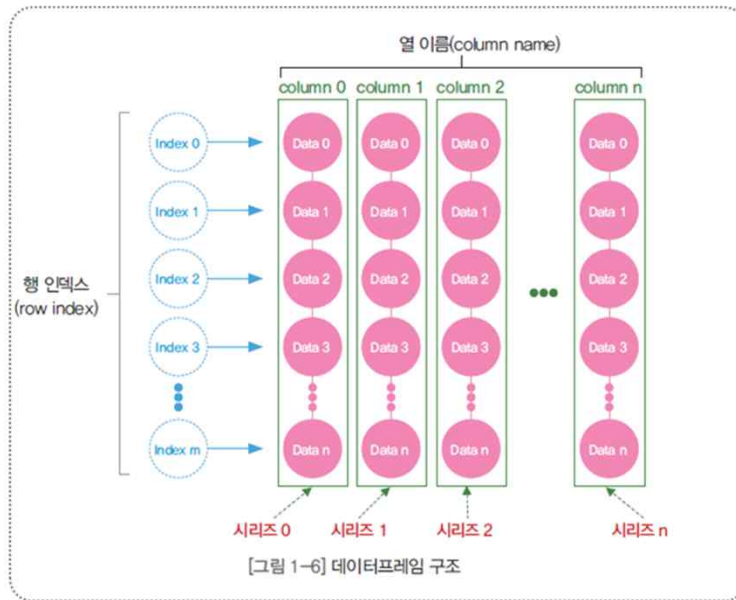 열 이름(column name)
column 0 column 1 column 2 column n
Index 0 Data 0 Data 0 Data 0 Data 0
Index 1 Data 1 Data 1 Data 1 Data 1
행 인덱스
(row index)
Index 2 Data 2 Data 2 Data 2 Data 2
Index 3 Data 3 Data 3 Data 3 Data 3
Index m Data n Data n Data n Data n
시리즈 0 시리즈 1 시리즈 2 시리즈 n
[그림 1-6] 데이터프레임 구조